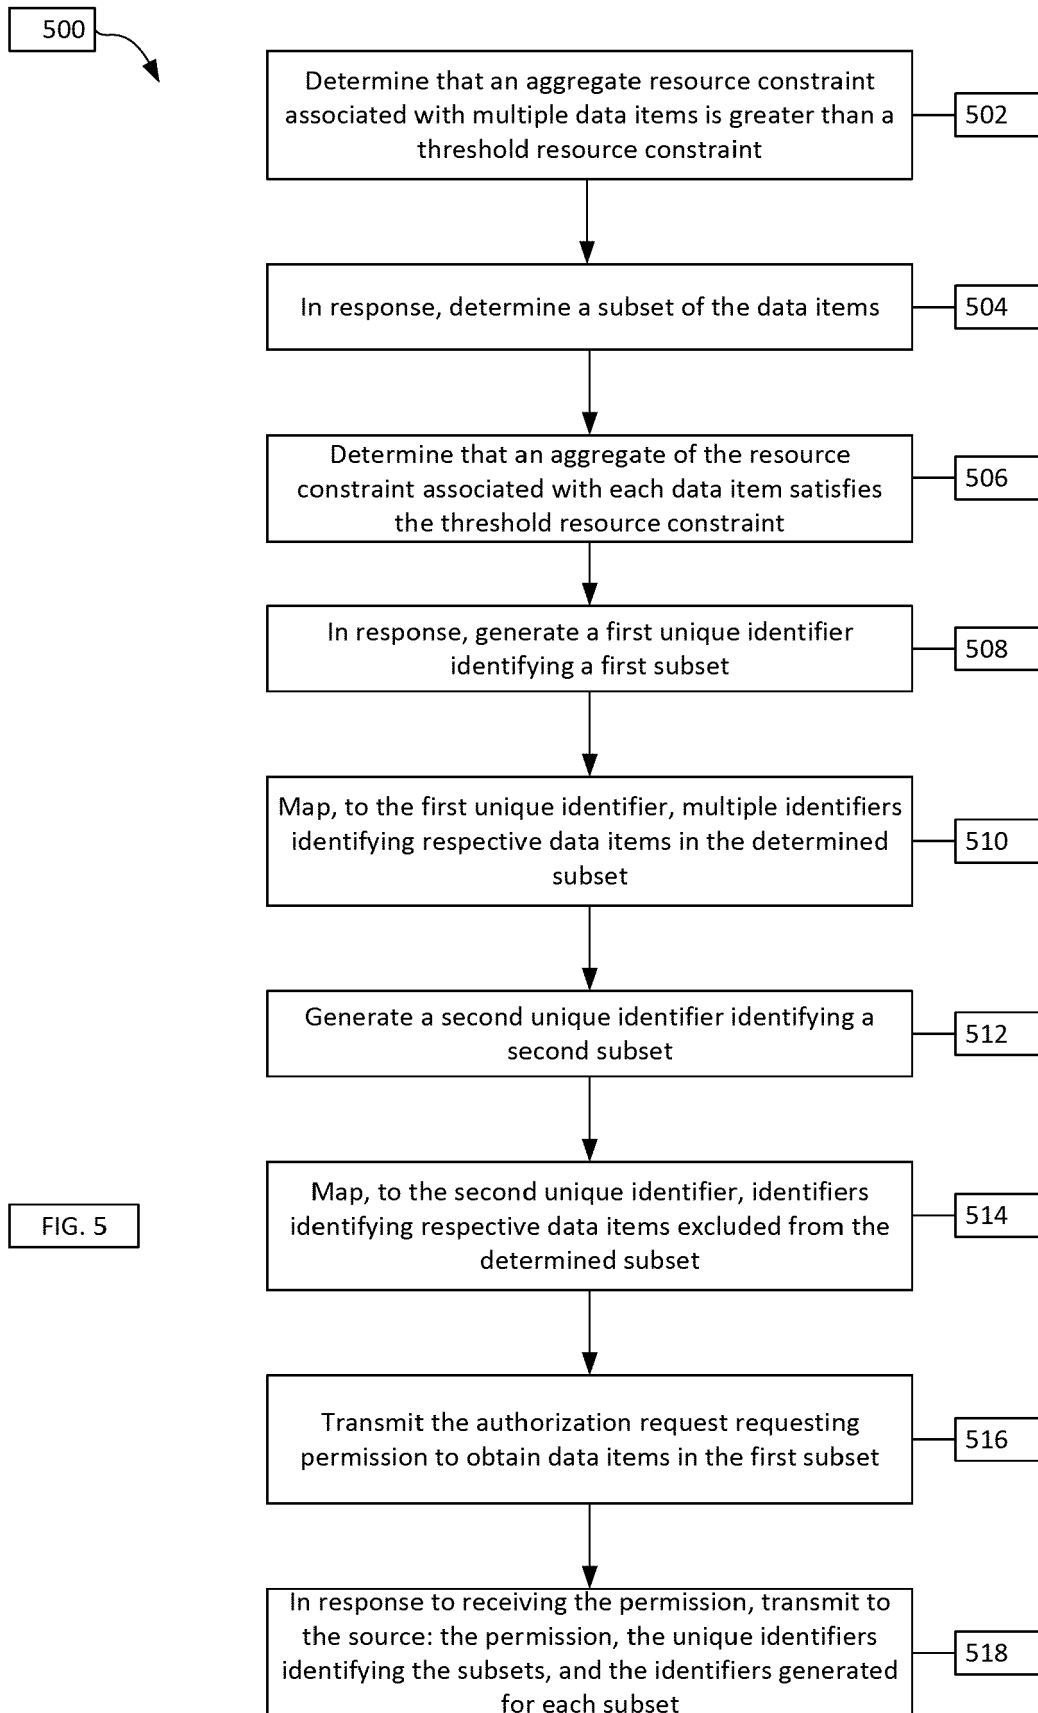 500
Determine that an aggregate resource constraint
associated with multiple data items is greater than a
threshold resource constraint
502
In response, determine a subset of the data items
504
Determine that an aggregate of the resource
constraint associated with each data item satisfies
the threshold resource constraint
506
In response, generate a first unique identifier
identifying a first subset
508
Map, to the first unique identifier, multiple identifiers
identifying respective data items in the determined
subset
510
Generate a second unique identifier identifying a
second subset
512
Map, to the second unique identifier, identifiers
identifying respective data items excluded from the
determined subset
514
FIG. 5
Transmit the authorization request requesting
permission to obtain data items in the first subset
516
In response to receiving the permission, transmit to
the source: the permission, the unique identifiers
identifying the subsets, and the identifiers generated
for each subset
518